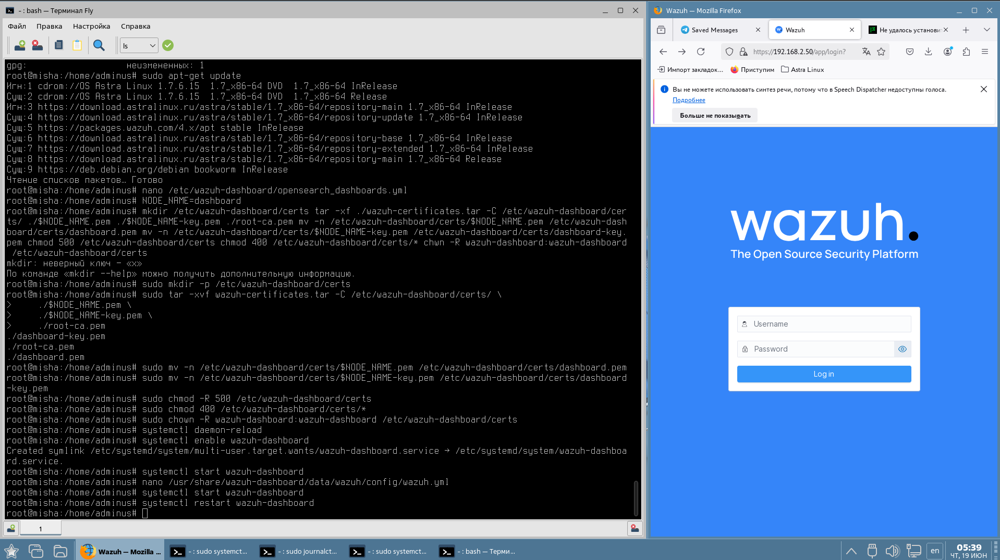 - : bash — Терминал Fly
Файл Правка Настройка Справка
ls
gpg: неизмененных: 1
root@misha:/home/adminus# sudo apt-get update
Игн:1 cdrom://OS Astra Linux 1.7.6.15  1.7_x86-64 DVD  1.7_x86-64 InRelease
Сущ:2 cdrom://OS Astra Linux 1.7.6.15  1.7_x86-64 DVD  1.7_x86-64 Release
Игн:3 https://download.astralinux.ru/astra/stable/1.7_x86-64/repository-main 1.7_x86-64 InRelease
Сущ:4 https://download.astralinux.ru/astra/stable/1.7_x86-64/repository-update 1.7_x86-64 InRelease
Сущ:5 https://packages.wazuh.com/4.x/apt stable InRelease
Сущ:6 https://download.astralinux.ru/astra/stable/1.7_x86-64/repository-base 1.7_x86-64 InRelease
Сущ:7 https://download.astralinux.ru/astra/stable/1.7_x86-64/repository-extended 1.7_x86-64 InRelease
Сущ:8 https://download.astralinux.ru/astra/stable/1.7_x86-64/repository-main 1.7_x86-64 Release
Сущ:9 https://deb.debian.org/debian bookworm InRelease
Чтение списков пакетов… Готово
root@misha:/home/adminus# nano /etc/wazuh-dashboard/opensearch_dashboards.yml
root@misha:/home/adminus# NODE_NAME=dashboard
root@misha:/home/adminus# mkdir /etc/wazuh-dashboard/certs tar -xf ./wazuh-certificates.tar -C /etc/wazuh-dashboard/cer
ts/ ./$NODE_NAME.pem ./$NODE_NAME-key.pem ./root-ca.pem mv -n /etc/wazuh-dashboard/certs/$NODE_NAME.pem /etc/wazuh-dash
board/certs/dashboard.pem mv -n /etc/wazuh-dashboard/certs/$NODE_NAME-key.pem /etc/wazuh-dashboard/certs/dashboard-key.
pem chmod 500 /etc/wazuh-dashboard/certs chmod 400 /etc/wazuh-dashboard/certs/* chwn -R wazuh-dashboard:wazuh-dashboard
 /etc/wazuh-dashboard/certs
mkdir: неверный ключ — «x»
По команде «mkdir --help» можно получить дополнительную информацию.
root@misha:/home/adminus# sudo mkdir -p /etc/wazuh-dashboard/certs
root@misha:/home/adminus# sudo tar -xvf wazuh-certificates.tar -C /etc/wazuh-dashboard/certs/ \
> ./$NODE_NAME.pem \
> ./$NODE_NAME-key.pem \
> ./root-ca.pem
./dashboard-key.pem
./root-ca.pem
./dashboard.pem
root@misha:/home/adminus# sudo mv -n /etc/wazuh-dashboard/certs/$NODE_NAME.pem /etc/wazuh-dashboard/certs/dashboard.pem
root@misha:/home/adminus# sudo mv -n /etc/wazuh-dashboard/certs/$NODE_NAME-key.pem /etc/wazuh-dashboard/certs/dashboard
-key.pem
root@misha:/home/adminus# sudo chmod -R 500 /etc/wazuh-dashboard/certs
root@misha:/home/adminus# sudo chmod 400 /etc/wazuh-dashboard/certs/*
root@misha:/home/adminus# sudo chown -R wazuh-dashboard:wazuh-dashboard /etc/wazuh-dashboard/certs
root@misha:/home/adminus# systemctl daemon-reload
root@misha:/home/adminus# systemctl enable wazuh-dashboard
Created symlink /etc/systemd/system/multi-user.target.wants/wazuh-dashboard.service → /etc/systemd/system/wazuh-dashboa
rd.service.
root@misha:/home/adminus# systemctl start wazuh-dashboard
root@misha:/home/adminus# nano /usr/share/wazuh-dashboard/data/wazuh/config/wazuh.yml
root@misha:/home/adminus# systemctl start wazuh-dashboard
root@misha:/home/adminus# systemctl restart wazuh-dashboard
root@misha:/home/adminus#
1
Wazuh — Mozilla Firefox
Saved Messages
Wazuh
Не удалось установит
https://192.168.2.50/app/login?
Импорт закладок… Приступим Astra Linux
Вы не можете использовать синтез речи, потому что в Speech Dispatcher недоступны голоса.
Подробнее
Больше не показывать
wazuh.
The Open Source Security Platform
Username
Password
Log in
Wazuh — Mozilla ...
- : sudo systemct...
- : sudo journalct...
- : sudo systemct...
- : bash — Терми...
en
05:39
ЧТ, 19 ИЮН